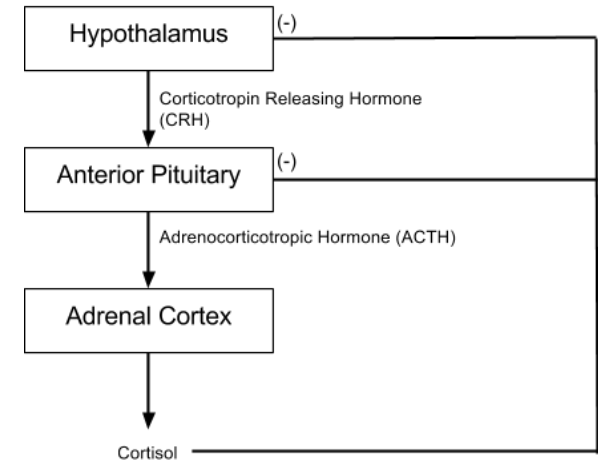 Hypothalamus
(-)
Corticotropin Releasing Hormone
(CRH)
Anterior Pituitary
(-)
Adrenocorticotropic Hormone (ACTH)
Adrenal Cortex
Cortisol